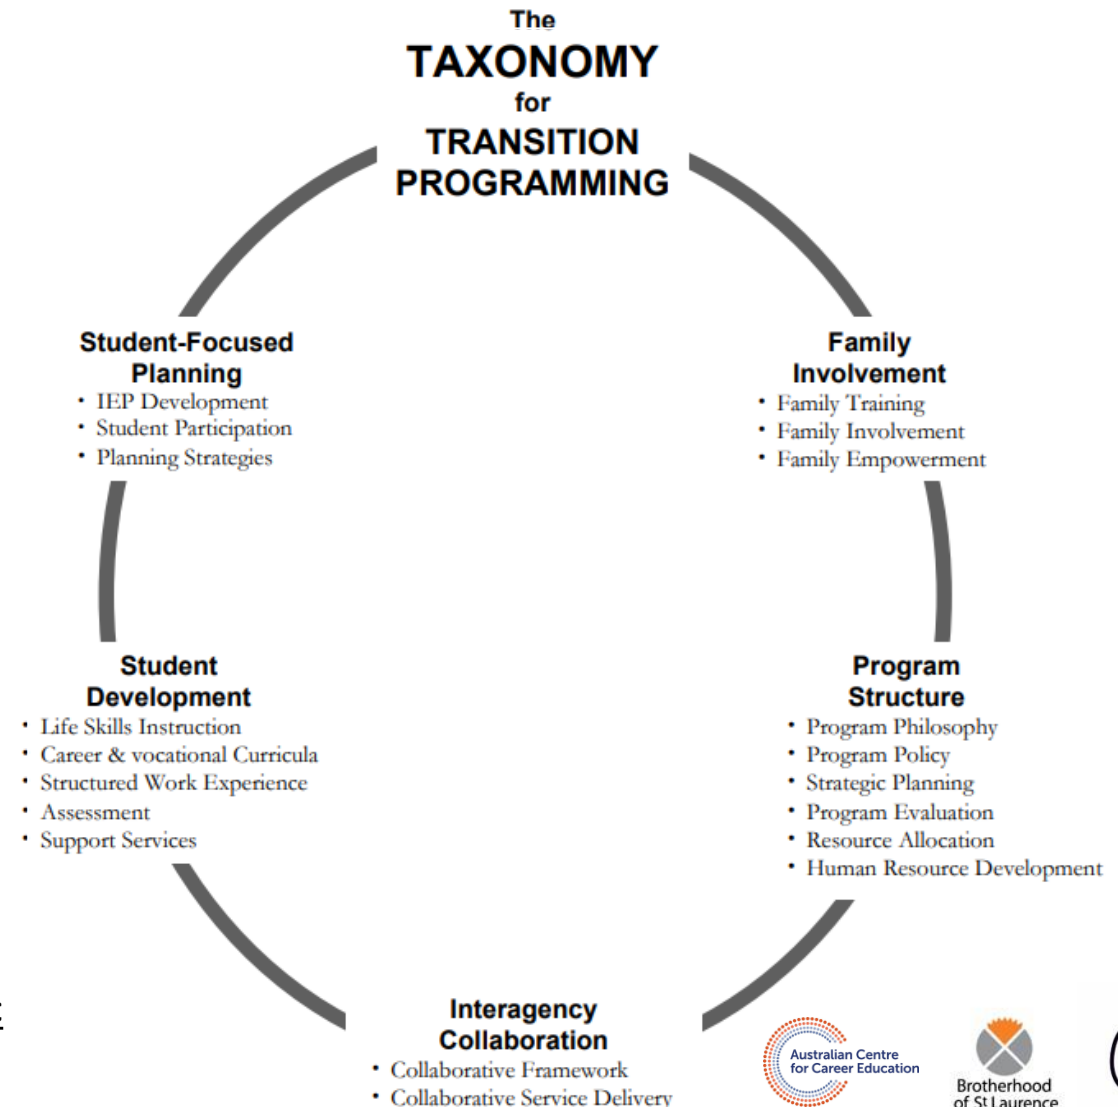 The
TAXONOMY
for
TRANSITION
PROGRAMMING
Student-Focused
Planning
• IEP Development
• Student Participation
• Planning Strategies
Family
Involvement
• Family Training
• Family Involvement
• Family Empowerment
Student
Development
• Life Skills Instruction
• Career & vocational Curricula
• Structured Work Experience
• Assessment
• Support Services
Program
Structure
• Program Philosophy
• Program Policy
• Strategic Planning
• Program Evaluation
• Resource Allocation
• Human Resource Development
Interagency
Collaboration
• Collaborative Framework
• Collaborative Service Delivery
Australian Centre
for Career Education
Brotherhood
of St Laurence